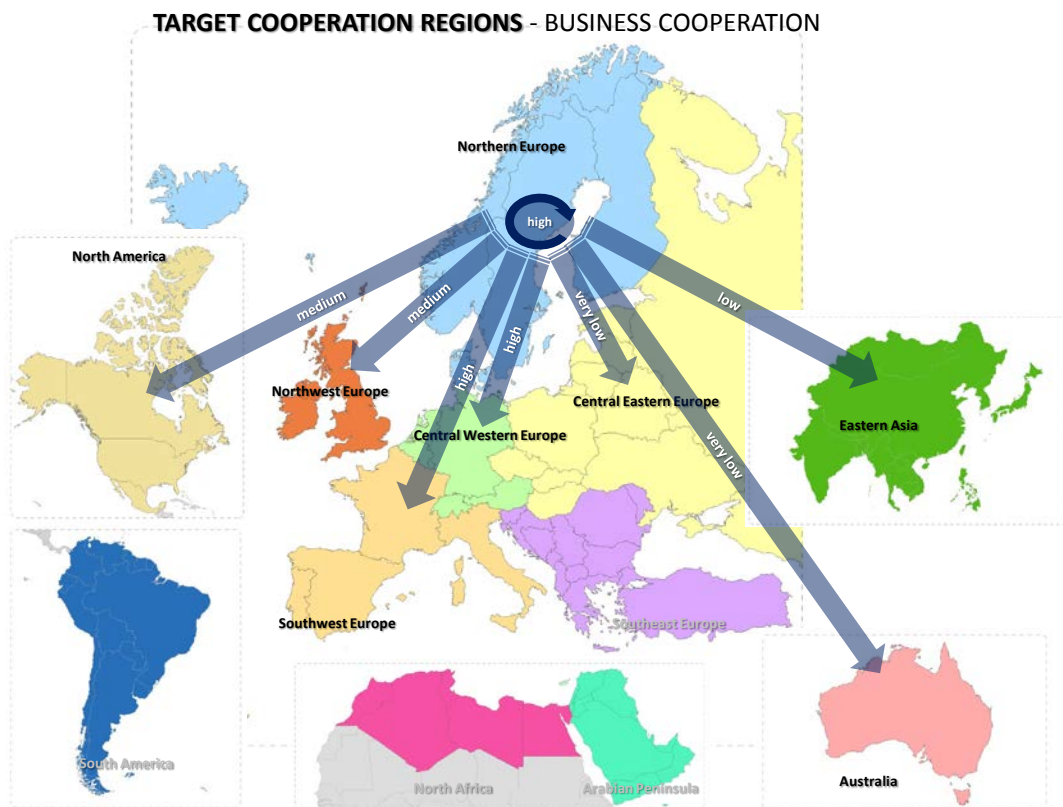 TARGET COOPERATION REGIONS - BUSINESS COOPERATION
Northern Europe
high
North America
medium
medium
high
high
very low
low
very low
Northwest Europe
Central Western Europe
Central Eastern Europe
Eastern Asia
Southwest Europe
Southeast Europe
South America
North Africa
Arabian Peninsula
Australia